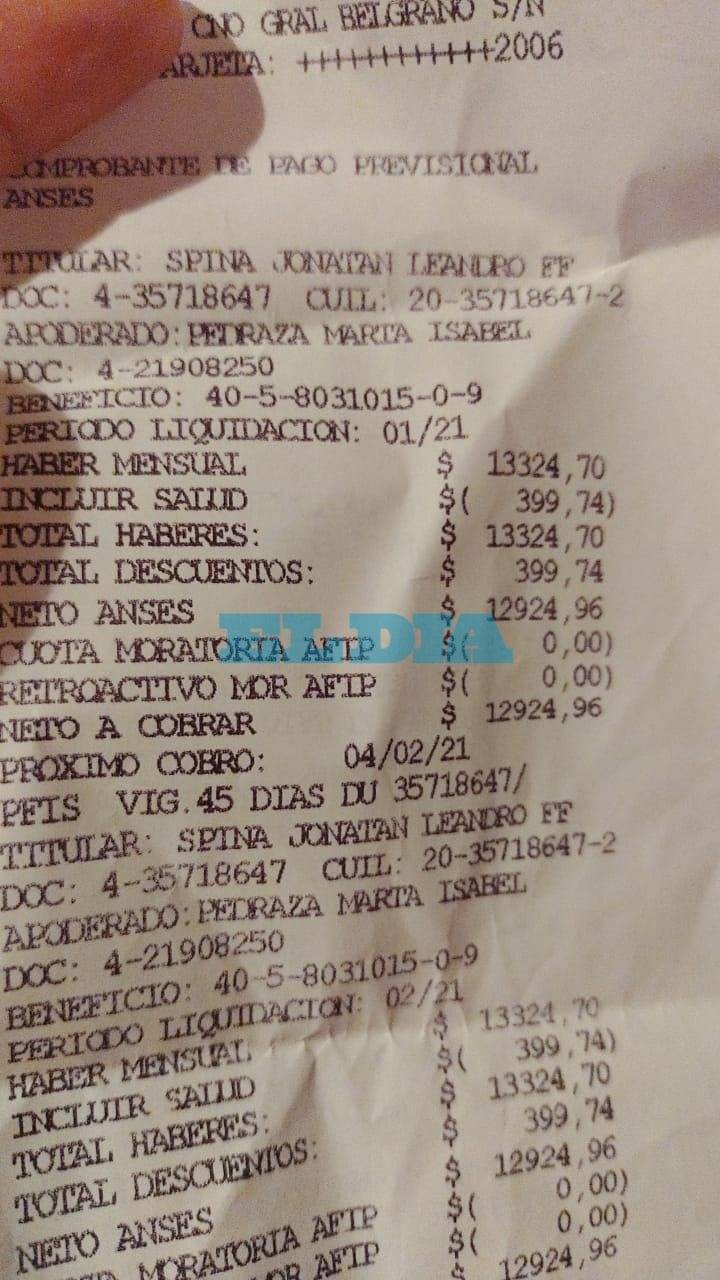 CNO GRAL BELGRANO S/N
ARJETA: ++++++++++++2006
COMPROBANTE DE PAGO PREVISIONAL
ANSES
TITULAR: SPINA JONATAN LEANDRO FF
DOC: 4-35718647 CUIL: 20-35718647-2
APODERADO:PEDRAZA MARTA ISABEL
DOC: 4-21908250
BENEFICIO: 40-5-8031015-0-9
PERIODO LIQUIDACION: 01/21
HABER MENSUAL $ 13324,70
INCLUIR SALUD $( 399,74)
TOTAL HABERES: $ 13324,70
TOTAL DESCUENTOS: $ 399,74
NETO ANSES $ 12924,96
EL DIA
CUOTA MORATORIA AFIP $( 0,00)
RETROACTIVO MOR AFIP $( 0,00)
NETO A COBRAR $ 12924,96
PROXIMO COBRO: 04/02/21
PFIS VIG.45 DIAS DU 35718647/
TITULAR: SPINA JONATAN LEANDRO FF
DOC: 4-35718647 CUIL: 20-35718647-2
APODERADO:PEDRAZA MARTA ISABEL
DOC: 4-21908250
BENEFICIO: 40-5-8031015-0-9
PERIODO LIQUIDACION: 02/21
HABER MENSUAL $ 13324,70
INCLUIR SALUD $( 399,74)
TOTAL HABERES: $ 13324,70
TOTAL DESCUENTOS: $ 399,74
NETO ANSES $ 12924,96
MORATORIA AFIP $( 0,00)
MOR AFIP $( 0,00)
$ 12924,96